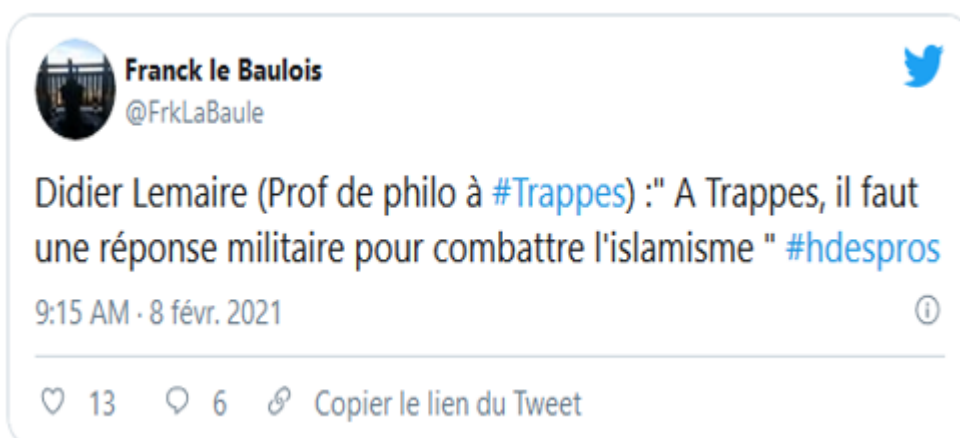 Franck le Baulois
@FrkLaBaule
Didier Lemaire (Prof de philo à #Trappes) :" A Trappes, il faut
une réponse militaire pour combattre l'islamisme " #hdespros
9:15 AM · 8 févr. 2021
13 6 Copier le lien du Tweet